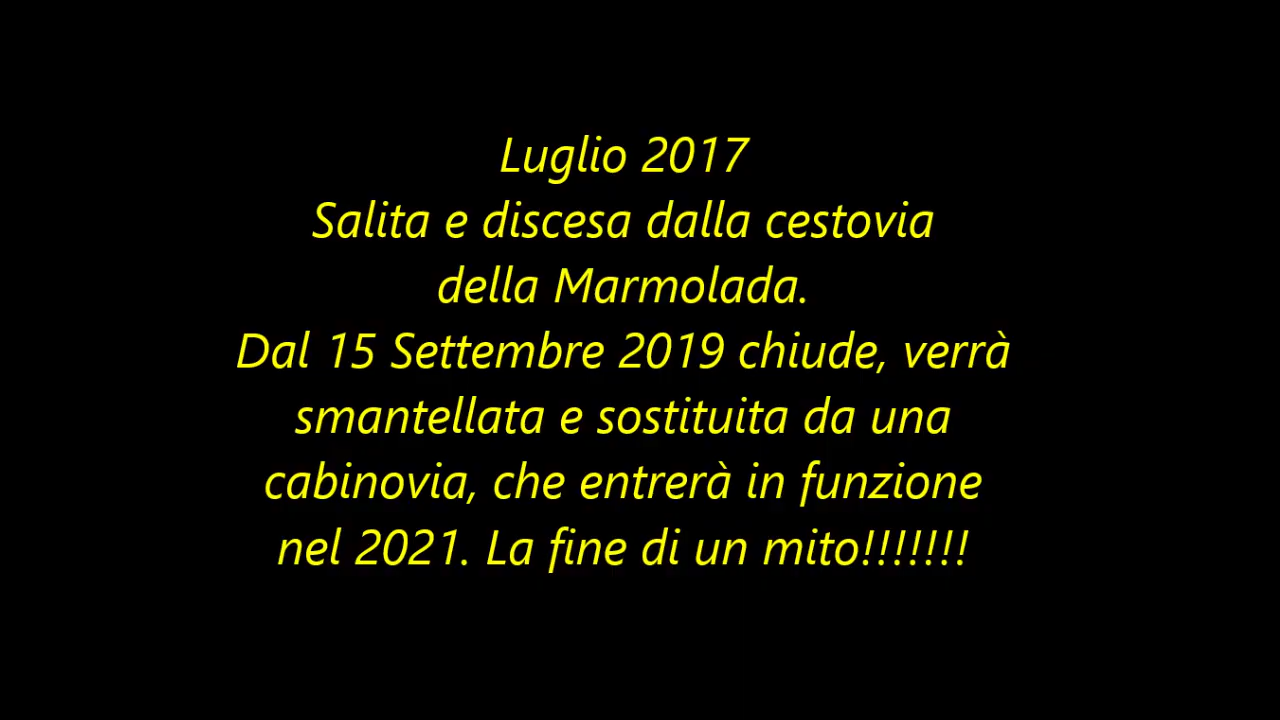 Luglio 2017
Salita e discesa dalla cestovia
della Marmolada.
Dal 15 Settembre 2019 chiude, verrà
smantellata e sostituita da una
cabinovia, che entrerà in funzione
nel 2021. La fine di un mito!!!!!!!